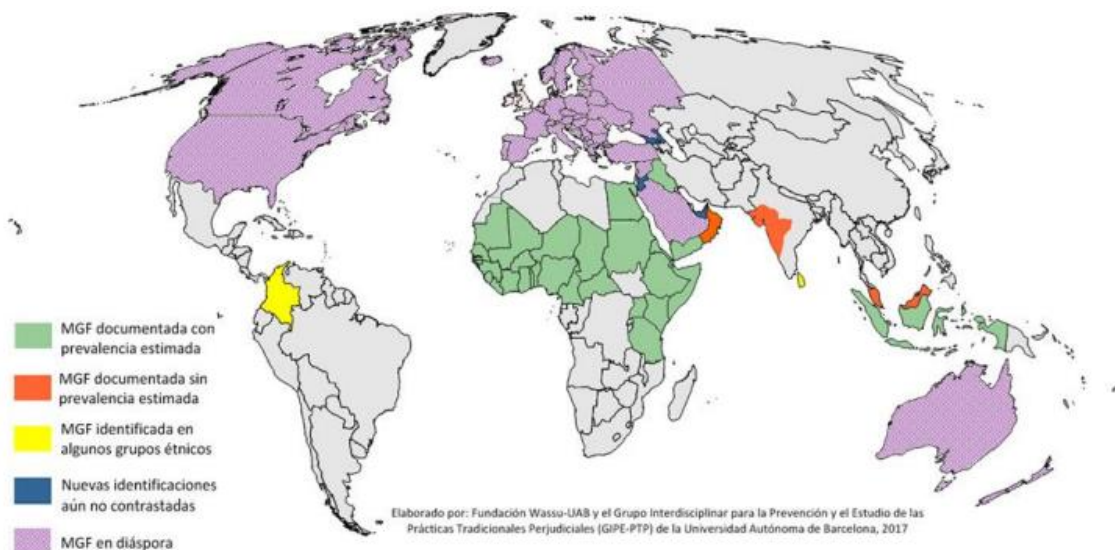 MGF documentada con
prevalencia estimada
MGF documentada sin
prevalencia estimada
MGF identificada en
algunos grupos étnicos
Nuevas identificaciones
aún no contrastadas
MGF en diáspora
Elaborado por: Fundación Wassu-UAB y el Grupo Interdisciplinar para la Prevención y el Estudio de las
Prácticas Tradicionales Perjudiciales (GIPE-PTP) de la Universidad Autónoma de Barcelona, 2017